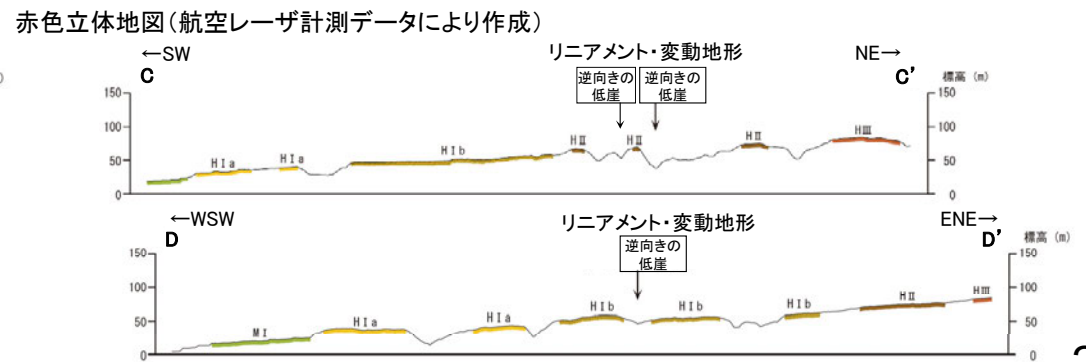 赤色立体地図(航空レーザ計測データにより作成)
←SW
リニアメント・変動地形
NE→
C
逆向きの
低崖
逆向きの
低崖
C'
標高 (m)
150
100
50
0
HⅠa
HⅠa
HⅠb
HⅡ
HⅡ
HⅡ
HⅢ
150
100
50
0
←WSW
リニアメント・変動地形
ENE→
D
逆向きの
低崖
D'
標高 (m)
150
100
50
0
MⅠ
HⅠa
HⅠa
HⅠb
HⅠb
HⅠb
HⅡ
HⅢ
150
100
50
0